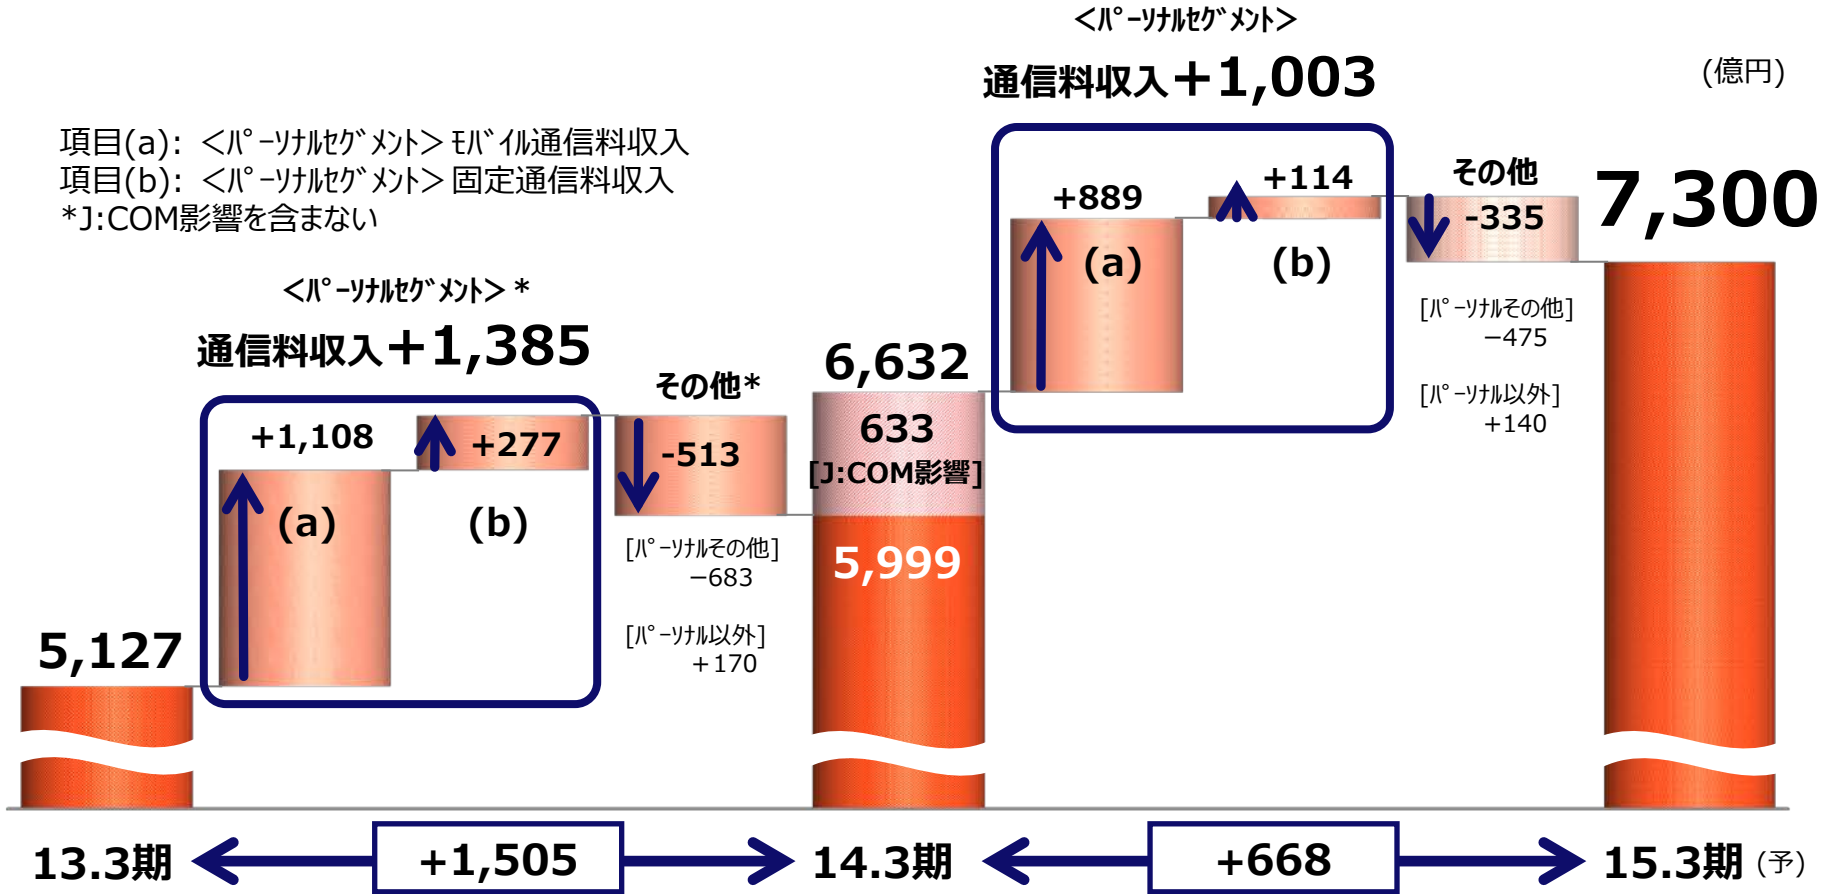 <ﾊﾟｰｿﾅﾙｾｸﾞﾒﾝﾄ>
通信料収入+1,003
(億円)
項目(a): <ﾊﾟｰｿﾅﾙｾｸﾞﾒﾝﾄ>ﾓﾊﾞｲﾙ通信料収入
項目(b): <ﾊﾟｰｿﾅﾙｾｸﾞﾒﾝﾄ>固定通信料収入
*J:COM影響を含まない
+889
+114
その他
-335
7,300
(a)
(b)
[ﾊﾟｰｿﾅﾙその他]
−475
[ﾊﾟｰｿﾅﾙ以外]
+140
<ﾊﾟｰｿﾅﾙｾｸﾞﾒﾝﾄ>*
通信料収入+1,385
その他*
6,632
+1,108
+277
-513
633
[J:COM影響]
(a)
(b)
[ﾊﾟｰｿﾅﾙその他]
−683
5,999
[ﾊﾟｰｿﾅﾙ以外]
+170
5,127
13.3期
+1,505
14.3期
+668
15.3期 (予)